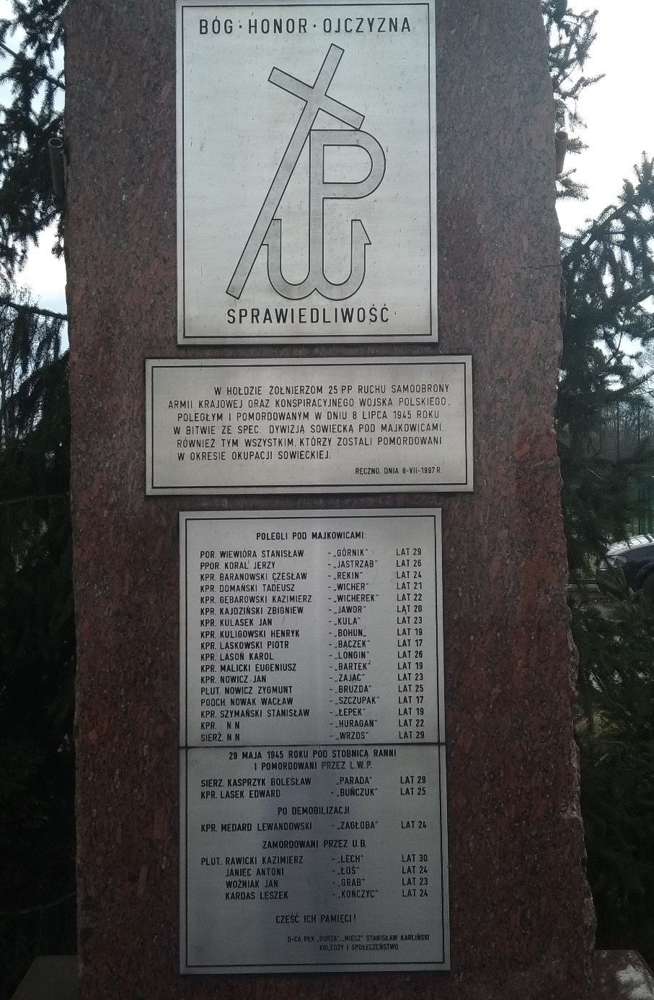 BÓG · HONOR · OJCZYZNA
P
SPRAWIEDLIWOŚĆ
W HOŁDZIE ŻOŁNIERZOM 25 PP RUCHU SAMOOBRONY
ARMII KRAJOWEJ ORAZ KONSPIRACYJNEGO WOJSKA POLSKIEGO.
POLEGŁYM I POMORDOWANYM W DNIU 8 LIPCA 1945 ROKU
W BITWIE ZE SPEC. DYWIZJĄ SOWIECKĄ POD MAJKOWICAMI.
RÓWNIEŻ TYM WSZYSTKIM, KTÓRZY ZOSTALI POMORDOWANI
W OKRESIE OKUPACJI SOWIECKIEJ.
RĘCZNO, DNIA 8-VII-1997R.
POLEGLI POD MAJKOWICAMI:
POR. WIEWIÓRA STANISŁAW - „GÓRNIK" LAT 29
PPOR. KORAL JERZY - „JASTRZĄB" LAT 26
KPR. BARANOWSKI CZESŁAW - „REKIN" LAT 24
KPR. DOMAŃSKI TADEUSZ - „WICHER" LAT 21
KPR. GĘBAROWSKI KAZIMIERZ - „WICHEREK" LAT 22
KPR. KAJDZIŃSKI ZBIGNIEW - „JAWOR" LAT 20
KPR. KULASEK JAN - „KULA" LAT 23
KPR. KULIGOWSKI HENRYK - „BOHUN„ LAT 19
KPR. LASKOWSKI PIOTR - „BACZEK" LAT 17
KPR. LASOŃ KAROL - „LONGIN" LAT 26
KPR. MALICKI EUGENIUSZ - „BARTEK" LAT 19
KPR. NOWICZ JAN - „ZAJĄC" LAT 23
PLUT. NOWICZ ZYGMUNT - „BRUZDA" LAT 25
PODCH. NOWAK WACŁAW - „SZCZUPAK" LAT 17
KPR. SZYMAŃSKI STANISŁAW - „ŁEPEK" LAT 19
KPR. N N - „HURAGAN" LAT 22
SIERŻ. N N - „WRZOS" LAT 29
29 MAJA 1945 ROKU POD STOBNICĄ RANNI
I POMORDOWANI PRZEZ L.W.P.
SIERZ. KASPRZYK BOLESŁAW „PARADA" LAT 29
KPR. LASEK EDWARD - „BUŃCZUK" LAT 25
PO DEMOBILIZACJI
KPR. MEDARD LEWANDOWSKI - „ZAGŁOBA" LAT 24
ZAMORDOWANI PRZEZ U.B.
PLUT. RAWICKI KAZIMIERZ - „LECH" LAT 30
JANIEC ANTONI - „ŁOŚ" LAT 24
WOŹNIAK JAN - „GRAB" LAT 23
KARDAS LESZEK - „KOŃCZYC" LAT 24
CZEŚĆ ICH PAMIĘCI!
D-CA PŁK „BURZA", „MIECZ" STANISŁAW KARLIŃSKI
KOLEDZY I SPOŁECZEŃSTWO